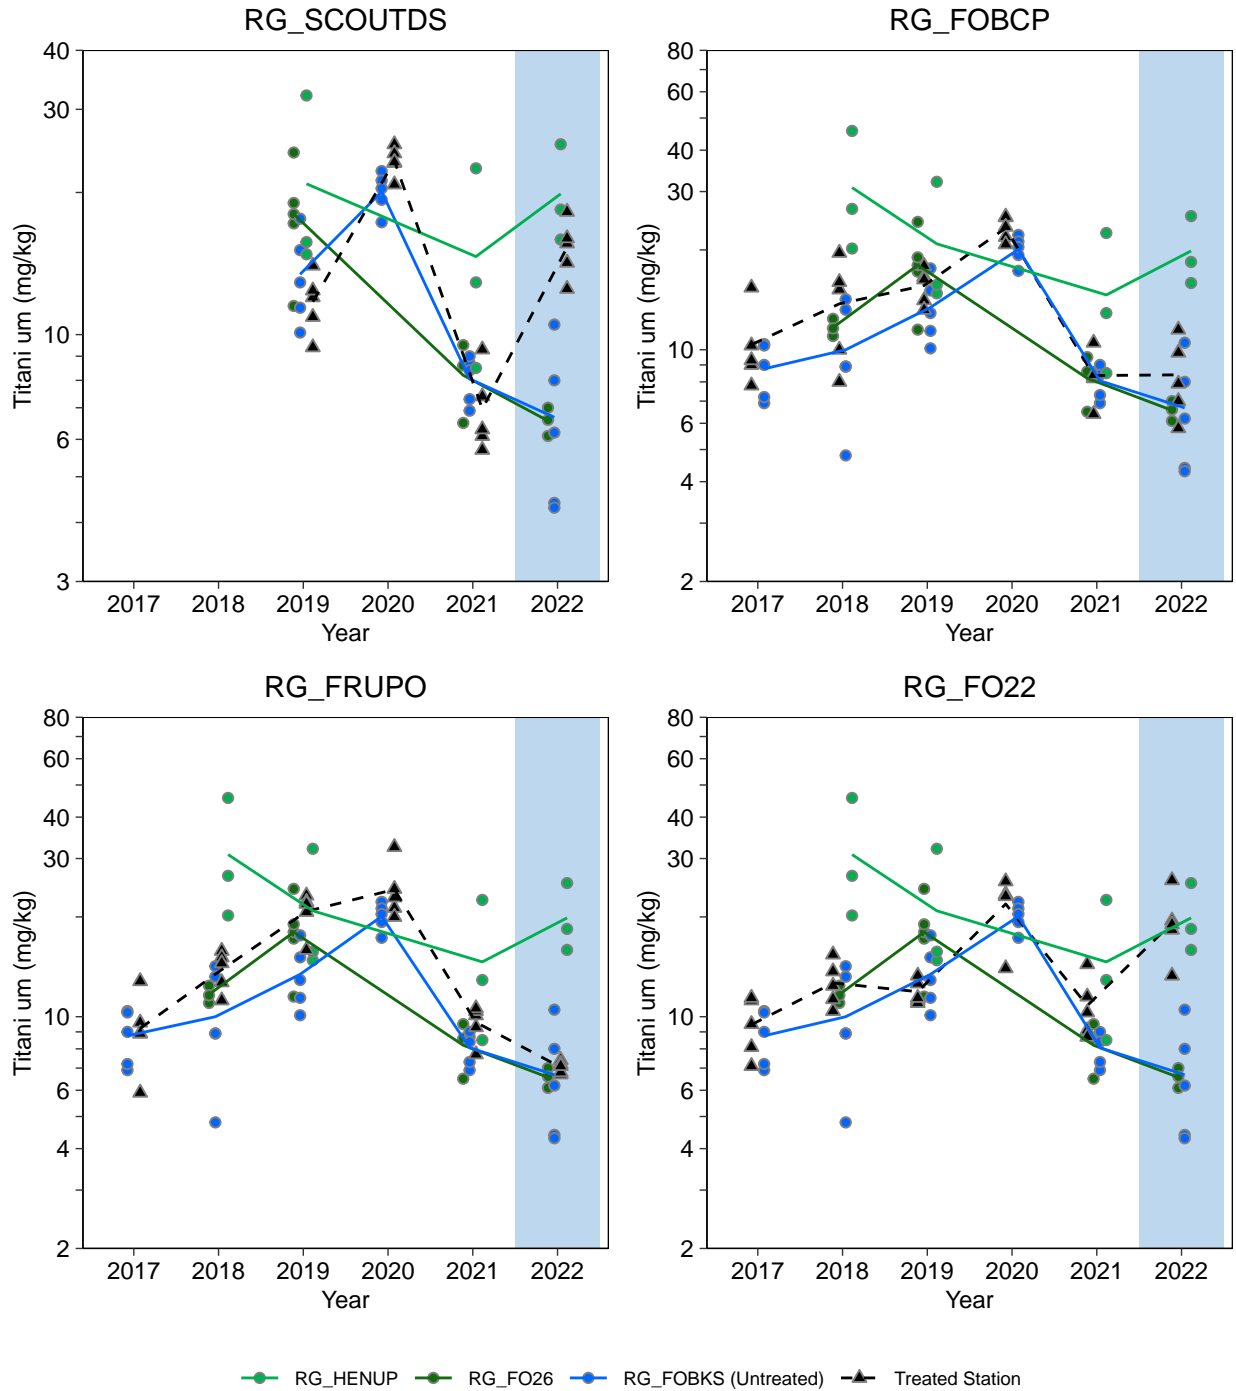 RG_SCOUTDS
Titani um (mg/kg)
40
30
10
6
3
2017 2018 2019 2020 2021 2022
Year
RG_FOBCP
Titani um (mg/kg)
80
60
40
30
10
6
4
2
2017 2018 2019 2020 2021 2022
Year
RG_FRUPO
Titani um (mg/kg)
80
60
40
30
10
6
4
2
2017 2018 2019 2020 2021 2022
Year
RG_FO22
Titani um (mg/kg)
80
60
40
30
10
6
4
2
2017 2018 2019 2020 2021 2022
Year
RG_HENUP RG_FO26 RG_FOBKS (Untreated) Treated Station